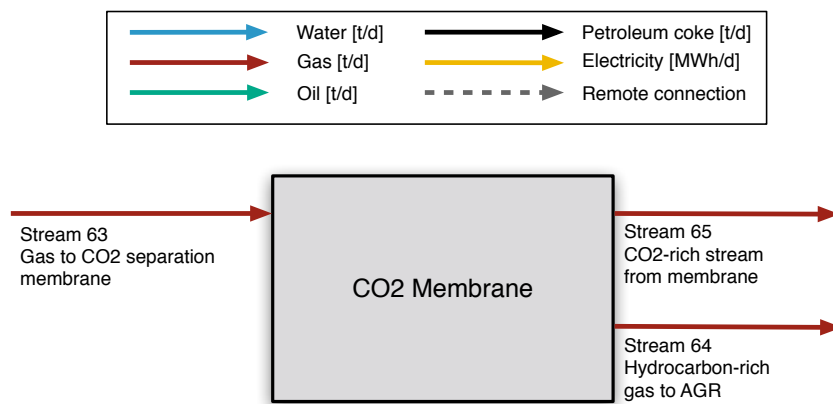 Water [t/d]
Petroleum coke [t/d]
Gas [t/d]
Electricity [MWh/d]
Oil [t/d]
Remote connection
Stream 63
Gas to CO2 separation
membrane
CO2 Membrane
Stream 65
CO2-rich stream
from membrane
Stream 64
Hydrocarbon-rich
gas to AGR